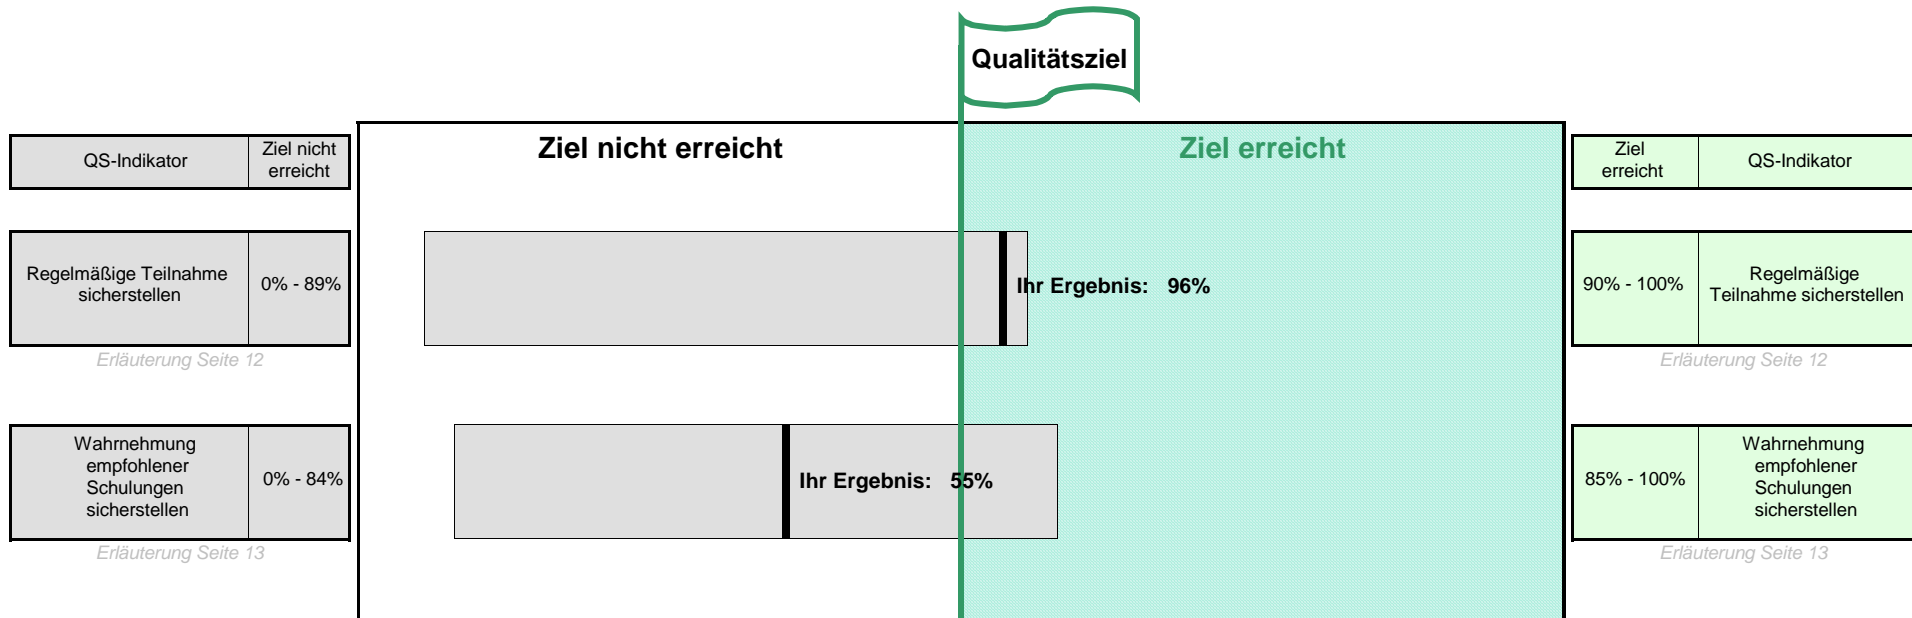 Qualitätsziel
Ziel nicht erreicht
Ziel erreicht
QS-Indikator
Ziel nicht
erreicht
Ziel
erreicht
QS-Indikator
Regelmäßige Teilnahme
sicherstellen
0% - 89%
Ihr Ergebnis: 96%
90% - 100%
Regelmäßige
Teilnahme sicherstellen
Erläuterung Seite 12
Erläuterung Seite 12
Wahrnehmung
empfohlener
Schulungen
sicherstellen
0% - 84%
Ihr Ergebnis: 55%
85% - 100%
Wahrnehmung
empfohlener
Schulungen
sicherstellen
Erläuterung Seite 13
Erläuterung Seite 13